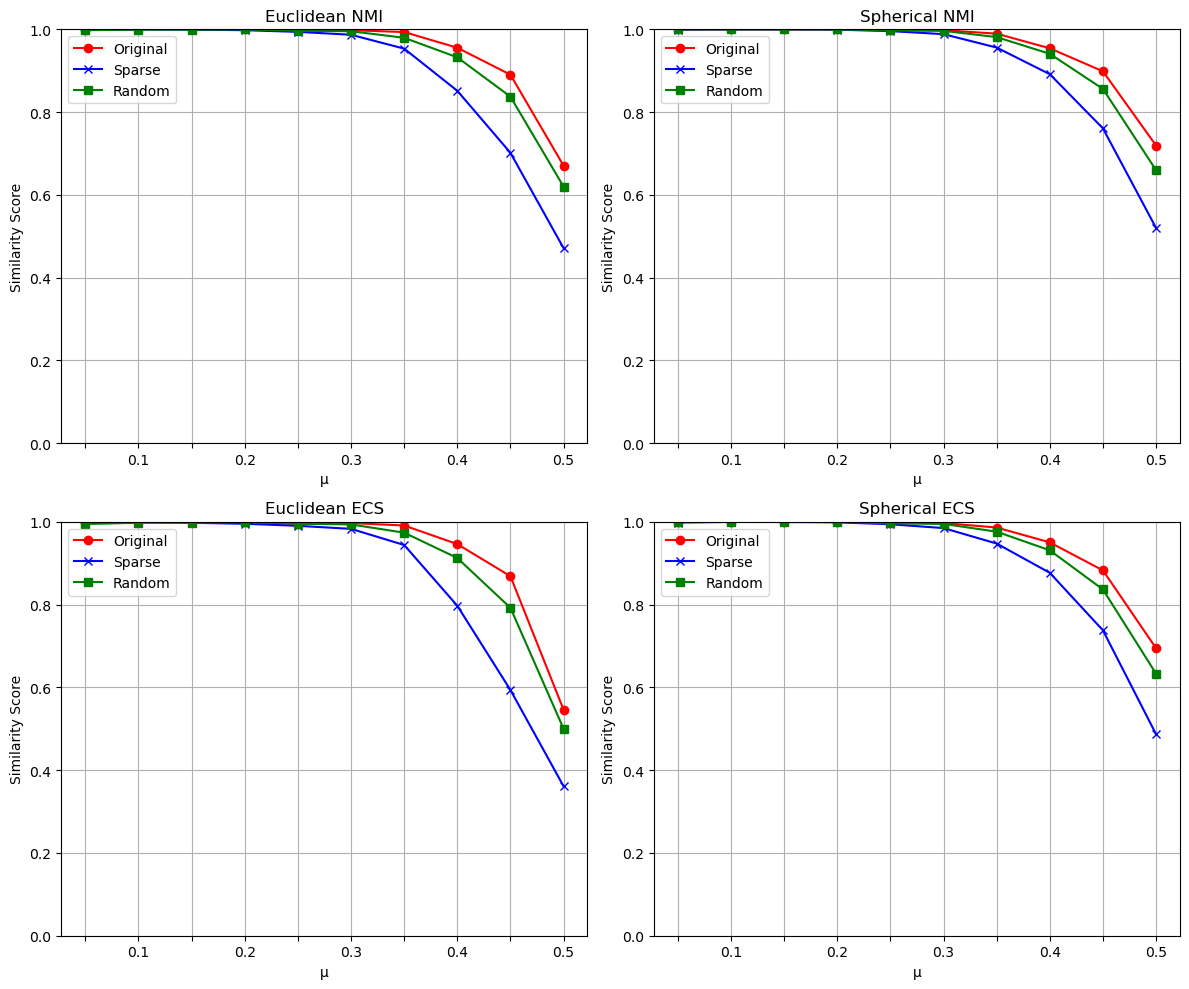 Euclidean NMI
1.0
0.8
0.6
0.4
0.2
0.0
Similarity Score
Original
Sparse
Random
0.1 0.2 0.3 0.4 0.5
μ
Spherical NMI
1.0
0.8
0.6
0.4
0.2
0.0
Similarity Score
Original
Sparse
Random
0.1 0.2 0.3 0.4 0.5
μ
Euclidean ECS
1.0
0.8
0.6
0.4
0.2
0.0
Similarity Score
Original
Sparse
Random
0.1 0.2 0.3 0.4 0.5
μ
Spherical ECS
1.0
0.8
0.6
0.4
0.2
0.0
Similarity Score
Original
Sparse
Random
0.1 0.2 0.3 0.4 0.5
μ